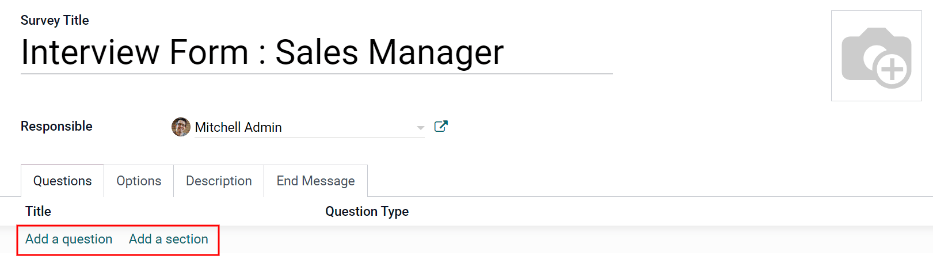 Survey Title
Interview Form : Sales Manager
Responsible Mitchell Admin
Questions Options Description End Message
Title Question Type
Add a question Add a section